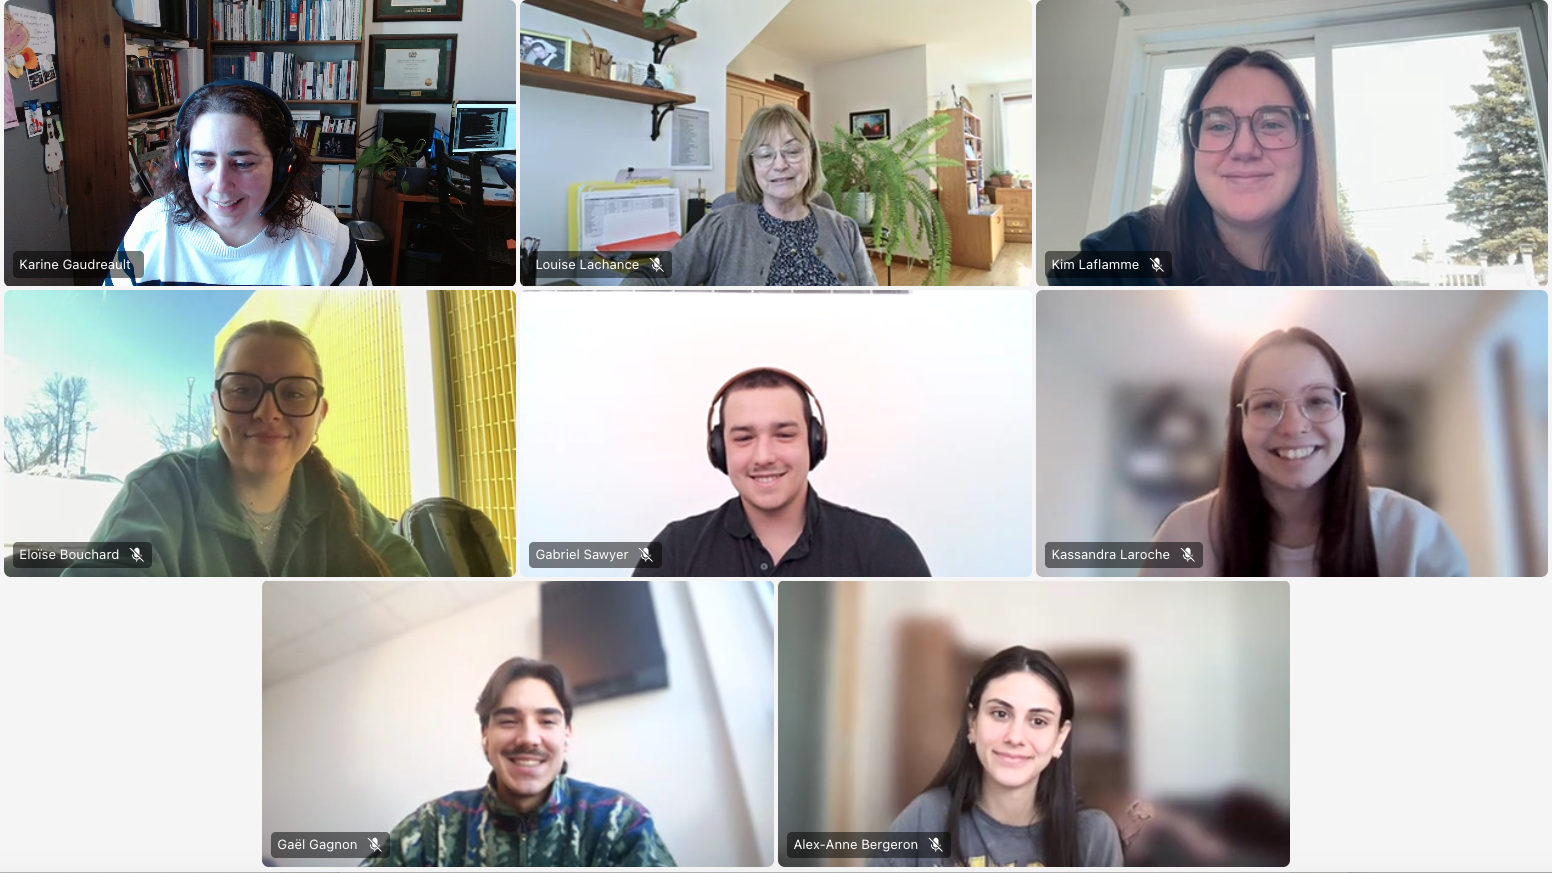 Karine Gaudreault
Louise Lachance
Kim Laflamme
Eloïse Bouchard
Gabriel Sawyer
Kassandra Laroche
Gaël Gagnon
Alex-Anne Bergeron